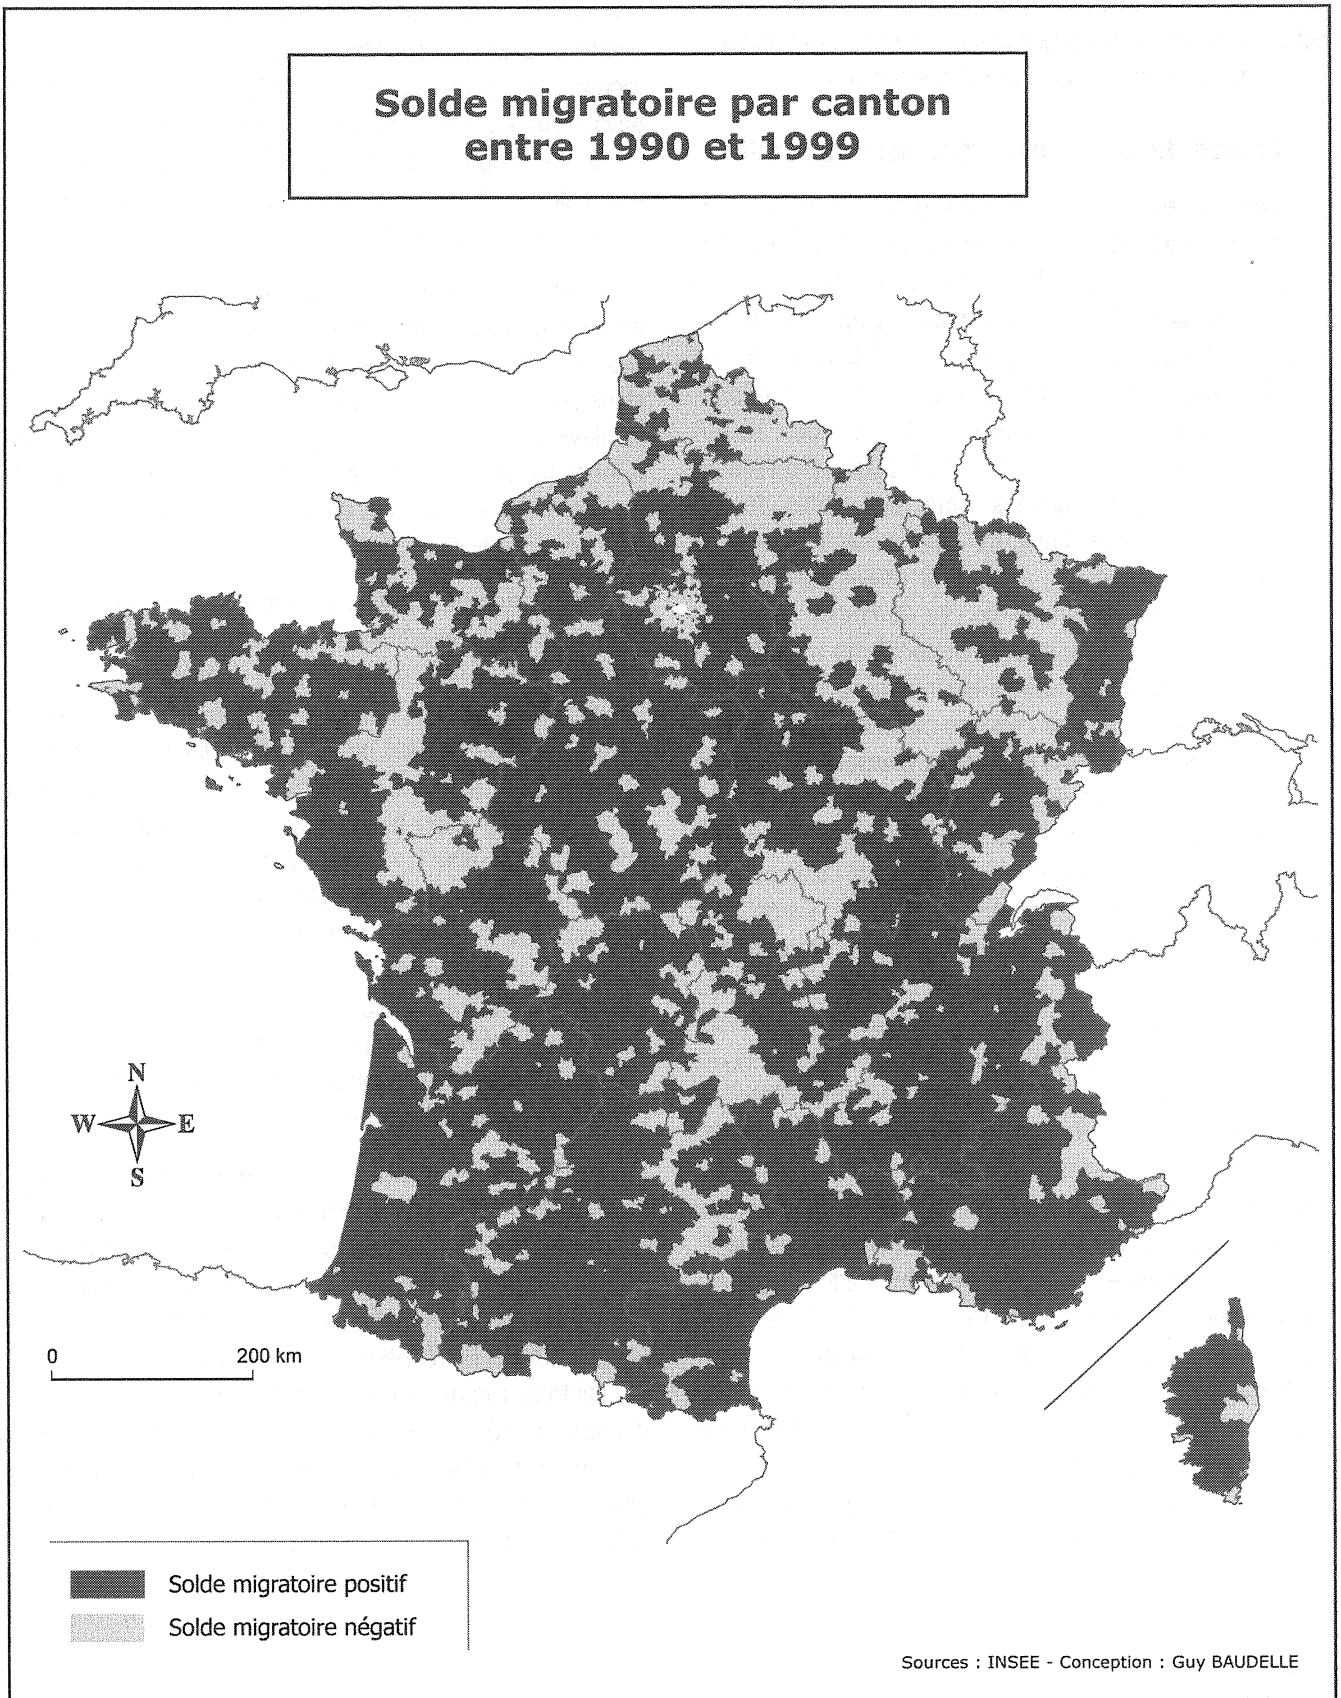 Solde migratoire par canton
entre 1990 et 1999
N
W E
S
0 200 km
Solde migratoire positif
Solde migratoire négatif
Sources : INSEE - Conception : Guy BAUDELLE